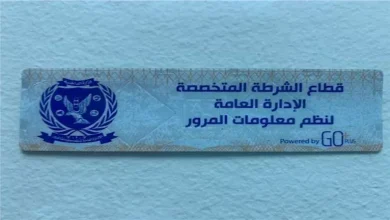 قطاع الشرطة المتخصصة
الإدارة العامة
لنظم معلومات المرور
Powered by GO